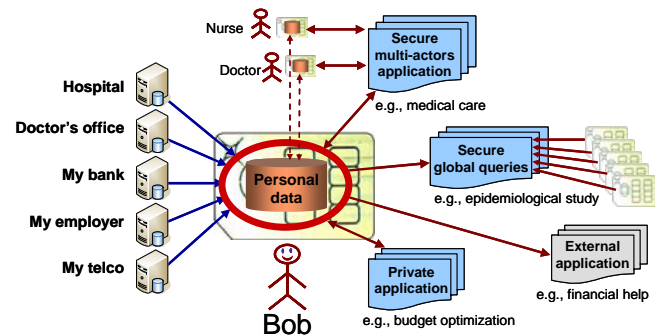 Nurse
Doctor
Secure
multi-actors
application
e.g., medical care
Hospital
Doctor's office
My bank
My employer
My telco
Personal
data
Secure
global queries
e.g., epidemiological study
External
application
e.g., financial help
Private
application
e.g., budget optimization
Bob